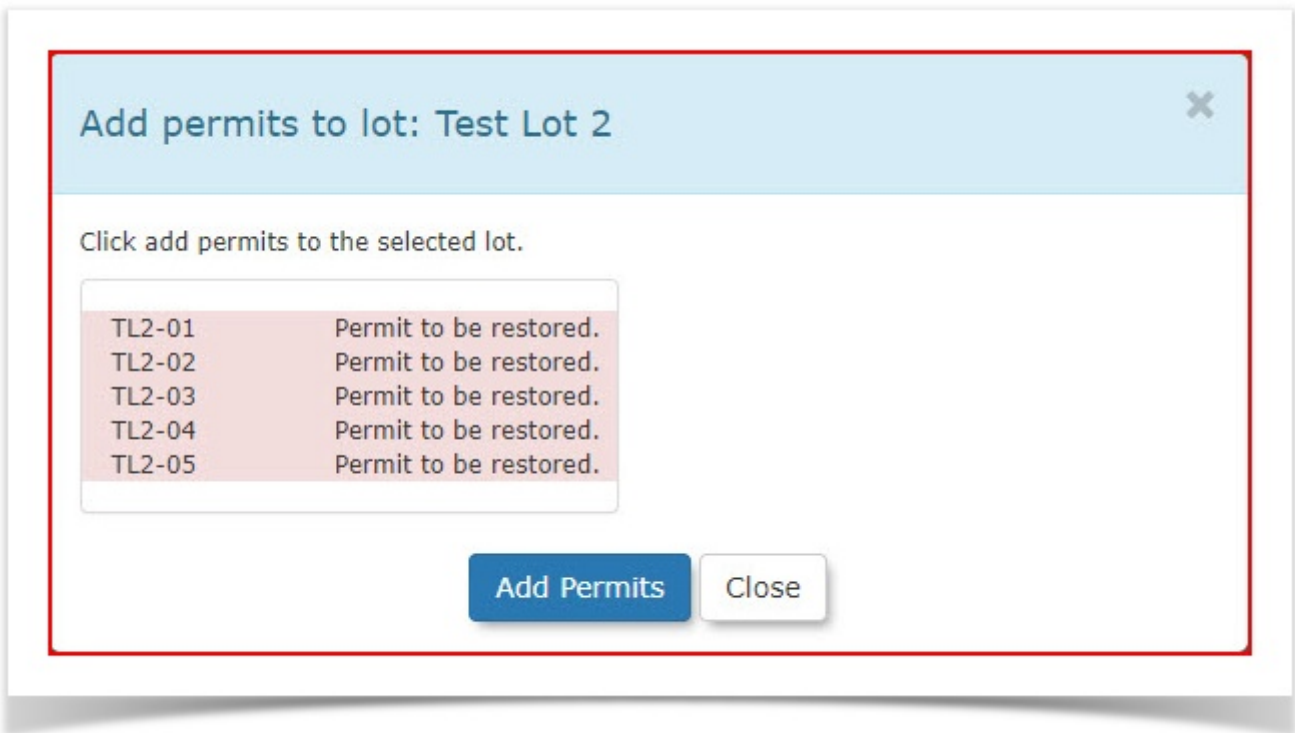 Add permits to lot: Test Lot 2
Click add permits to the selected lot.
TL2-01 Permit to be restored.
TL2-02 Permit to be restored.
TL2-03 Permit to be restored.
TL2-04 Permit to be restored.
TL2-05 Permit to be restored.
Add Permits Close